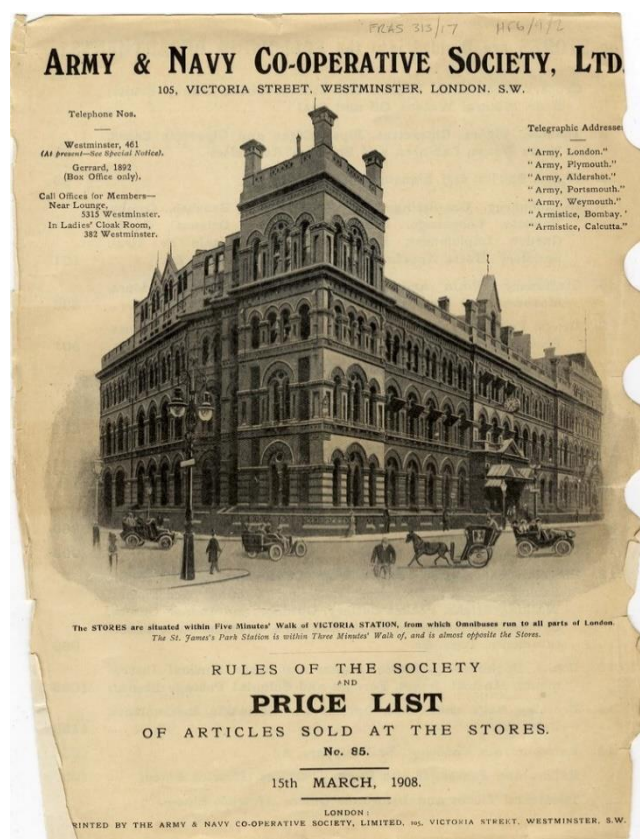 FRAS 313/17
ARMY & NAVY CO-OPERATIVE SOCIETY, LTD.
105, VICTORIA STREET, WESTMINSTER, LONDON. S.W.
Telephone Nos.
Westminster, 461
(At present—See Special Notice).
Gerrard, 1892
(Box Office only).
Call Offices for Members—
Near Lounge,
5315 Westminster.
In Ladies' Cloak Room,
382 Westminster.
Telegraphic Addresse
"Army, London."
"Army, Plymouth."
"Army, Aldershot."
"Army, Portsmouth."
"Army, Weymouth."
"Armistice, Bombay.'
"Armistice, Calcutta."
The STORES are situated within Five Minutes' Walk of VICTORIA STATION, from which Omnibuses run to all parts of London.
The St. James's Park Station is within Three Minutes' Walk of, and is almost opposite the Stores.
RULES OF THE SOCIETY
AND
PRICE LIST
OF ARTICLES SOLD AT THE STORES.
No. 85.
15th MARCH, 1908.
LONDON:
RINTED BY THE ARMY & NAVY CO-OPERATIVE SOCIETY, LIMITED, 105, VICTORIA STREET, WESTMINSTER, S.W.